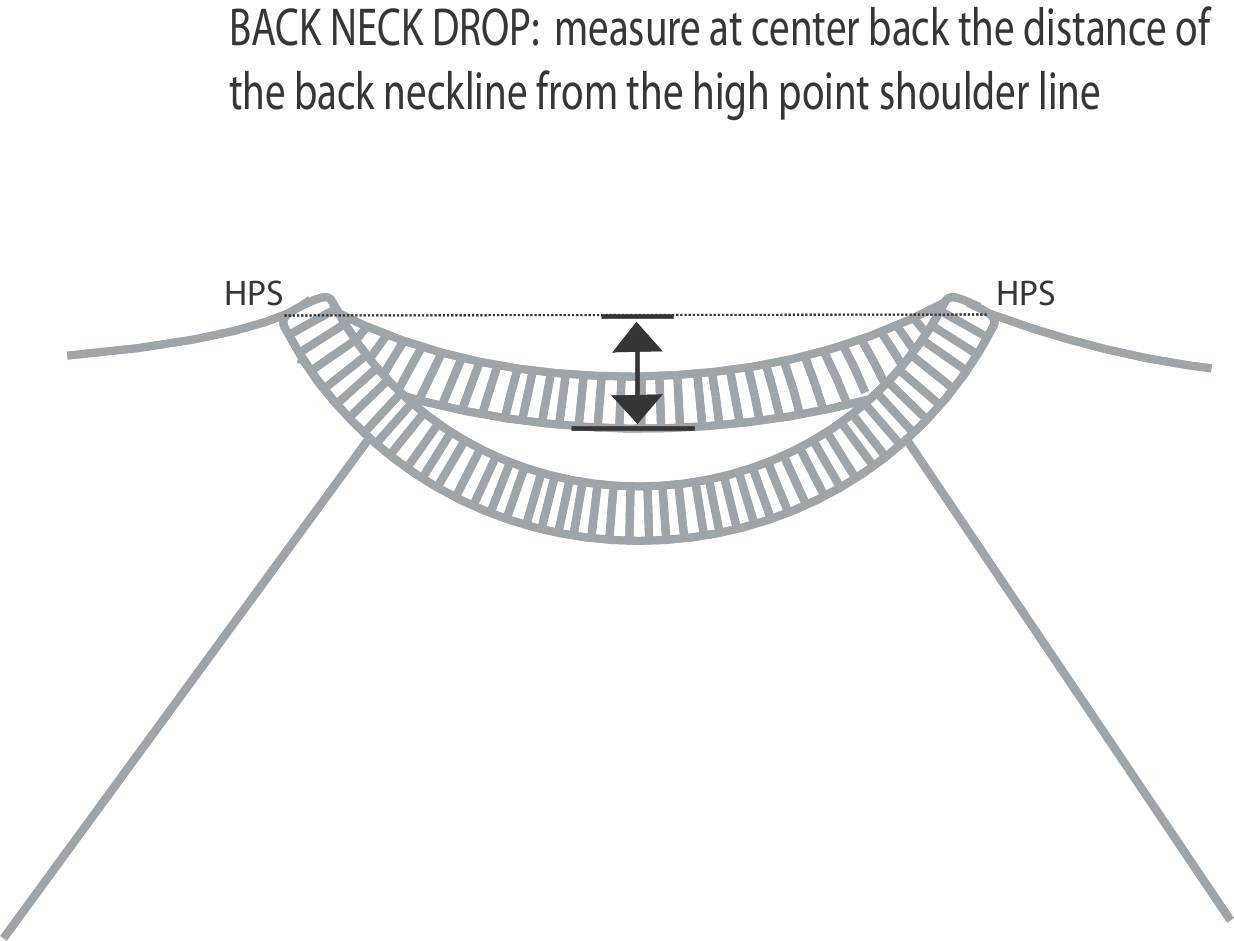 BACK NECK DROP: measure at center back the distance of
the back neckline from the high point shoulder line
HPS
HPS